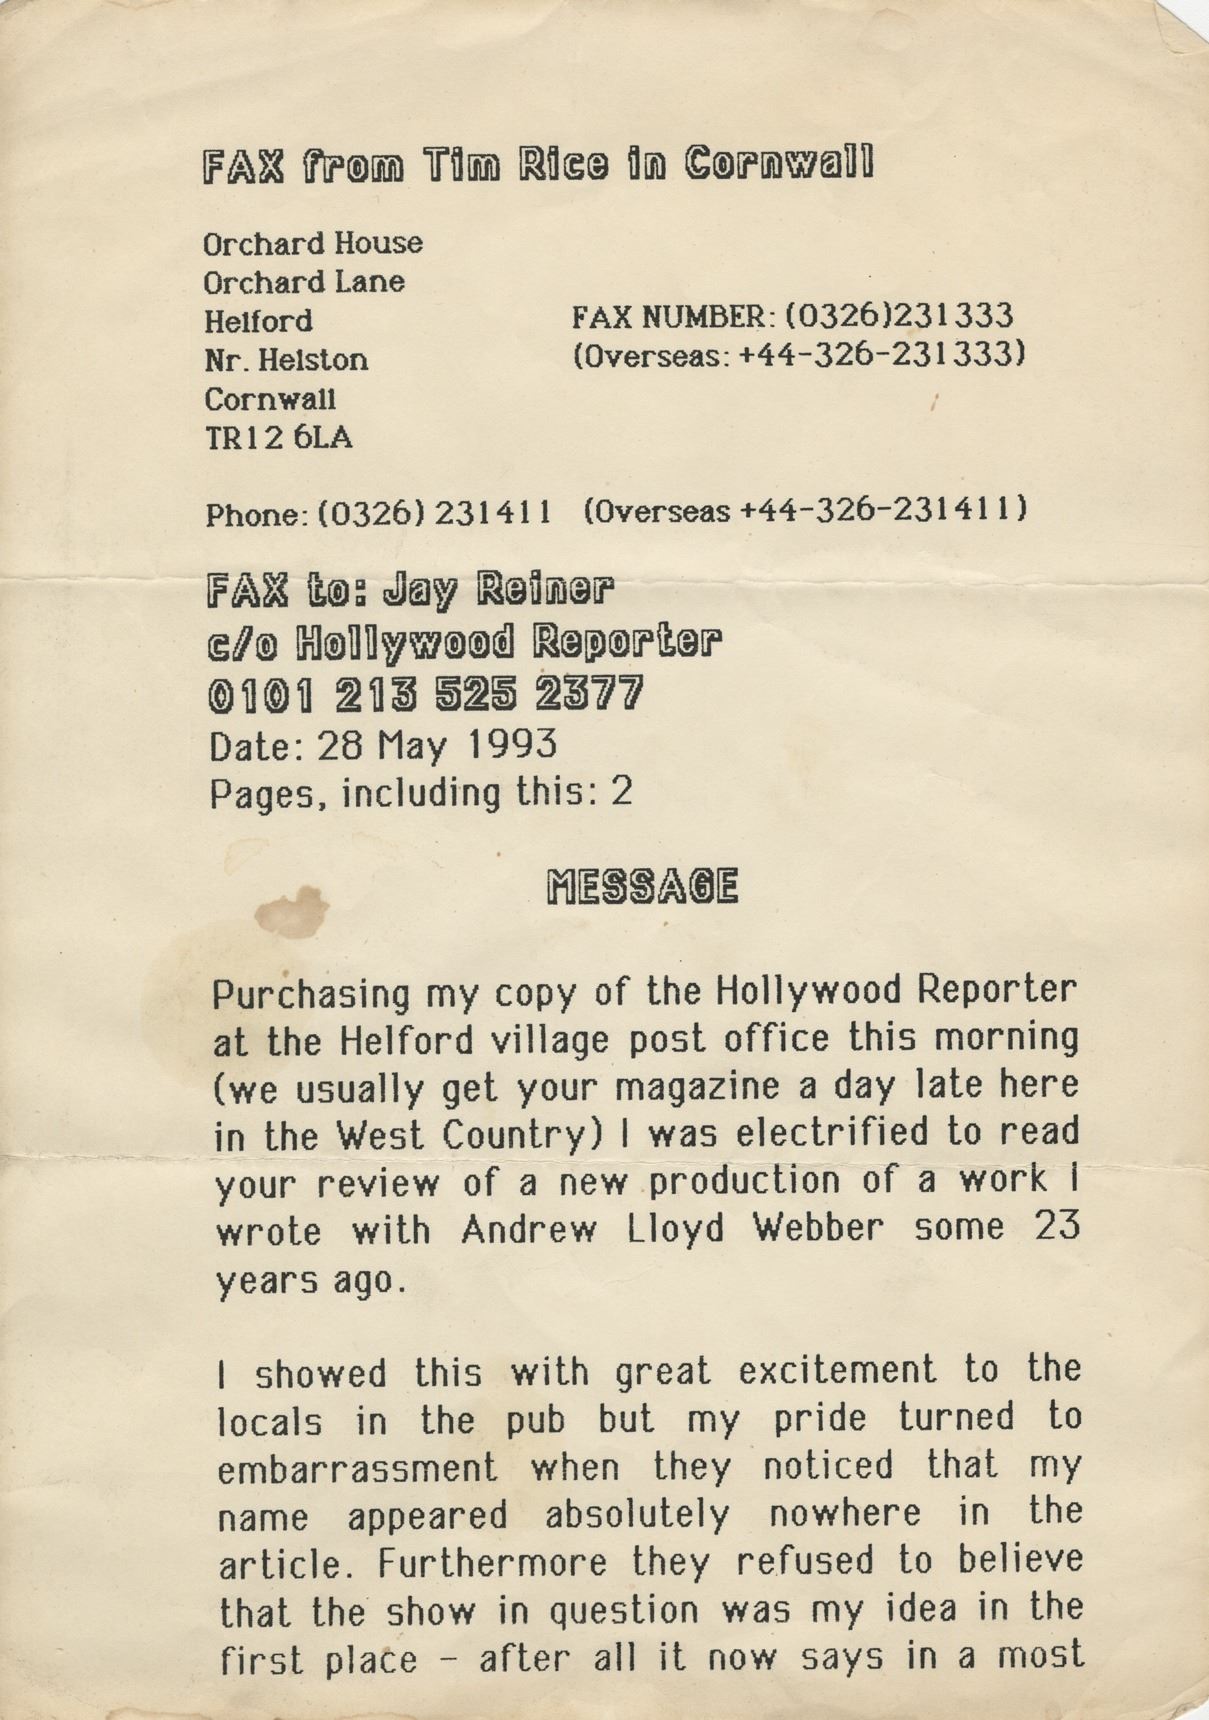 FAX from Tim Rice in Cornwall
Orchard House
Orchard Lane
Helford
Nr. Helston
Cornwall
TR12 6LA
FAX NUMBER: (0326)231333
(Overseas: +44-326-231333)
Phone: (0326) 231411 (Overseas +44-326-231411)
FAX to: Jay Reiner
c/o Hollywood Reporter
0101 213 525 2377
Date: 28 May 1993
Pages, including this: 2
MESSAGE
Purchasing my copy of the Hollywood Reporter
at the Helford village post office this morning
(we usually get your magazine a day late here
in the West Country) I was electrified to read
your review of a new production of a work I
wrote with Andrew Lloyd Webber some 23
years ago.
I showed this with great excitement to the
locals in the pub but my pride turned to
embarrassment when they noticed that my
name appeared absolutely nowhere in the
article. Furthermore they refused to believe
that the show in question was my idea in the
first place - after all it now says in a most